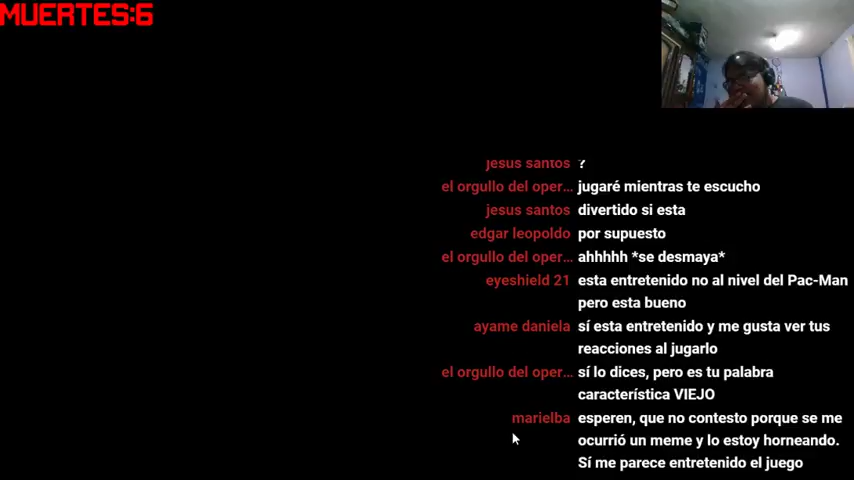 MUERTES:6
jesus santos ?
el orgullo del oper... jugaré mientras te escucho
jesus santos divertido si esta
edgar leopoldo por supuesto
el orgullo del oper... ahhhhh *se desmaya*
eyeshield 21 esta entretenido no al nivel del Pac-Man
pero esta bueno
ayame daniela sí esta entretenido y me gusta ver tus
reacciones al jugarlo
el orgullo del oper... sí lo dices, pero es tu palabra
característica VIEJO
marielba esperen, que no contesto porque se me
ocurrió un meme y lo estoy horneando.
Sí me parece entretenido el juego